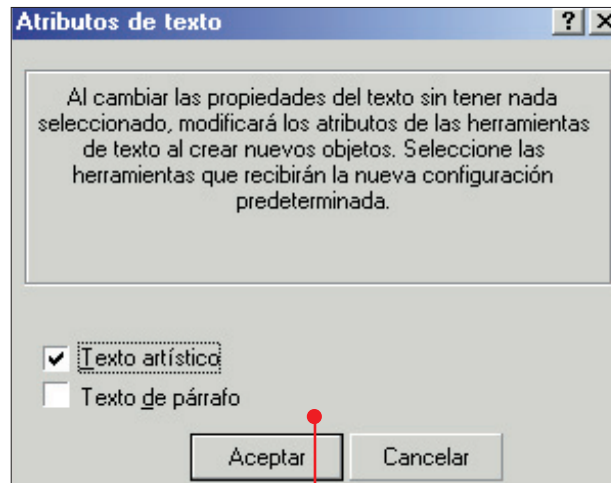 Atributos de texto
Al cambiar las propiedades del texto sin tener nada
seleccionado, modificará los atributos de las herramientas
de texto al crear nuevos objetos. Seleccione las
herramientas que recibirán la nueva configuración
predeterminada.
Texto artístico
Texto de párrafo
Aceptar Cancelar